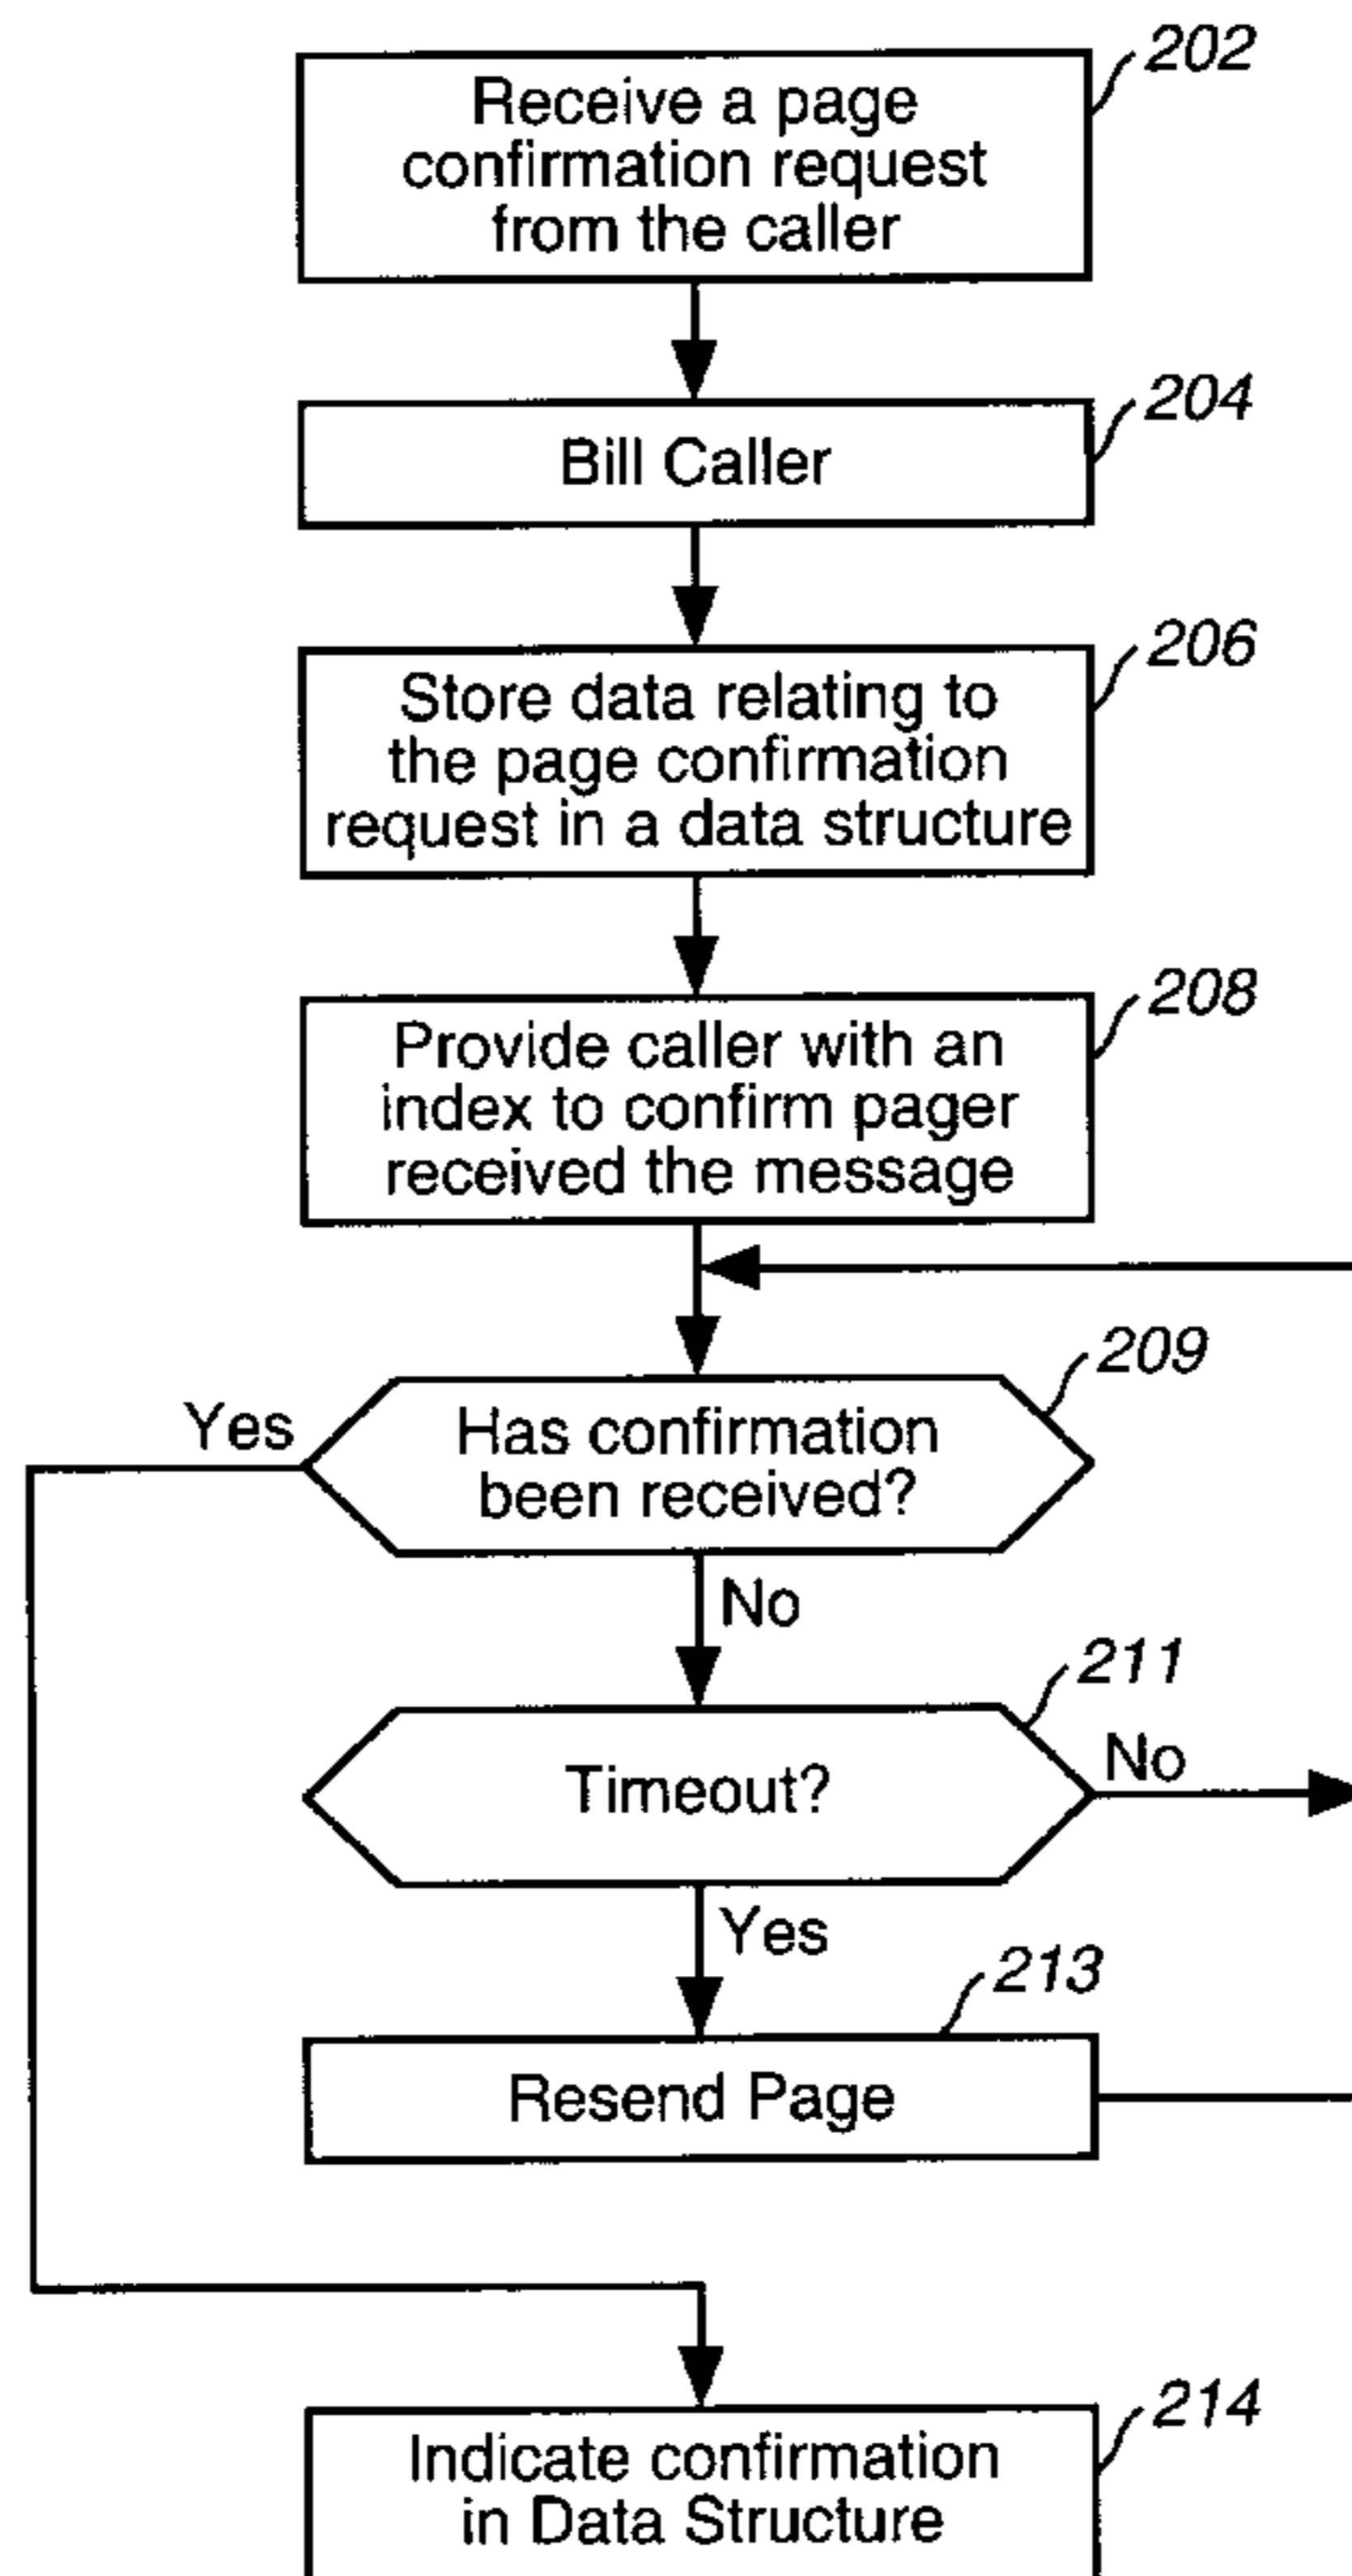 202
Receive a page
confirmation request
from the caller
204
Bill Caller
206
Store data relating to
the page confirmation
request in a data structure
208
Provide caller with an
index to confirm pager
received the message
209
Yes
Has confirmation
been received?
No
211
Timeout?
No
Yes
213
Resend Page
214
Indicate confirmation
in Data Structure